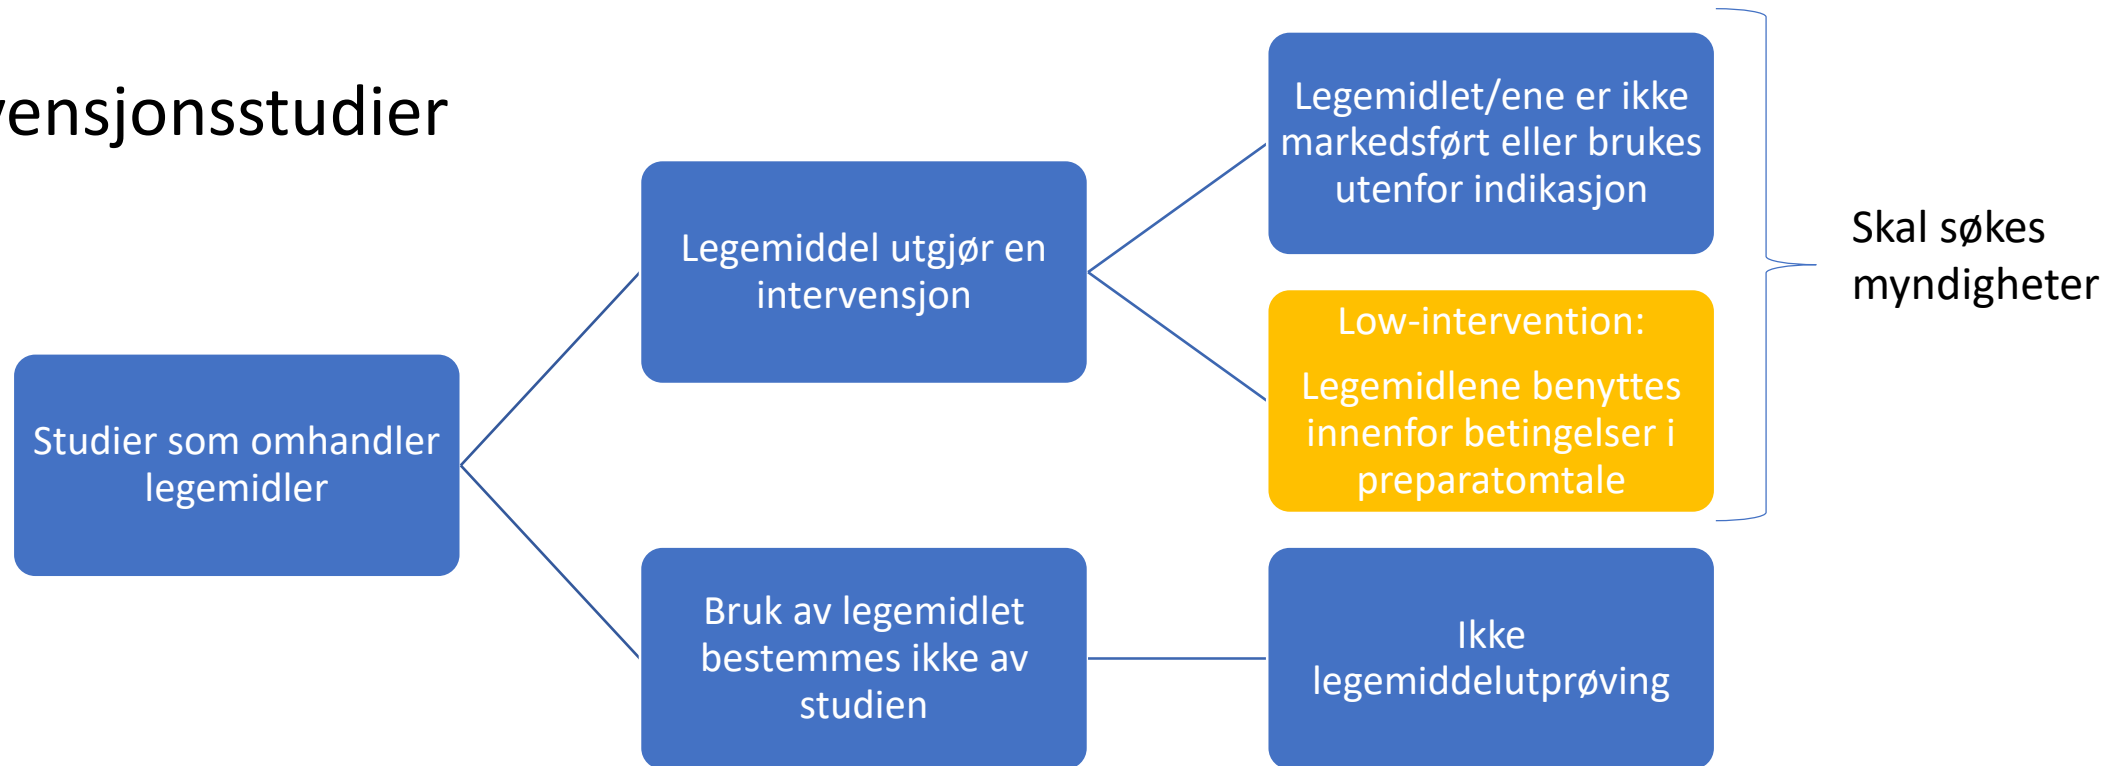 vensjonsstudier
Legemidlet/ene er ikke
markedsført eller brukes
utenfor indikasjon
Legemiddel utgjør en
intervensjon
Skal søkes
myndigheter
Low-intervention:
Legemidlene benyttes
innenfor betingelser i
preparatomtale
Studier som omhandler
legemidler
Bruk av legemidlet
bestemmes ikke av
studien
Ikke
legemiddelutprøving